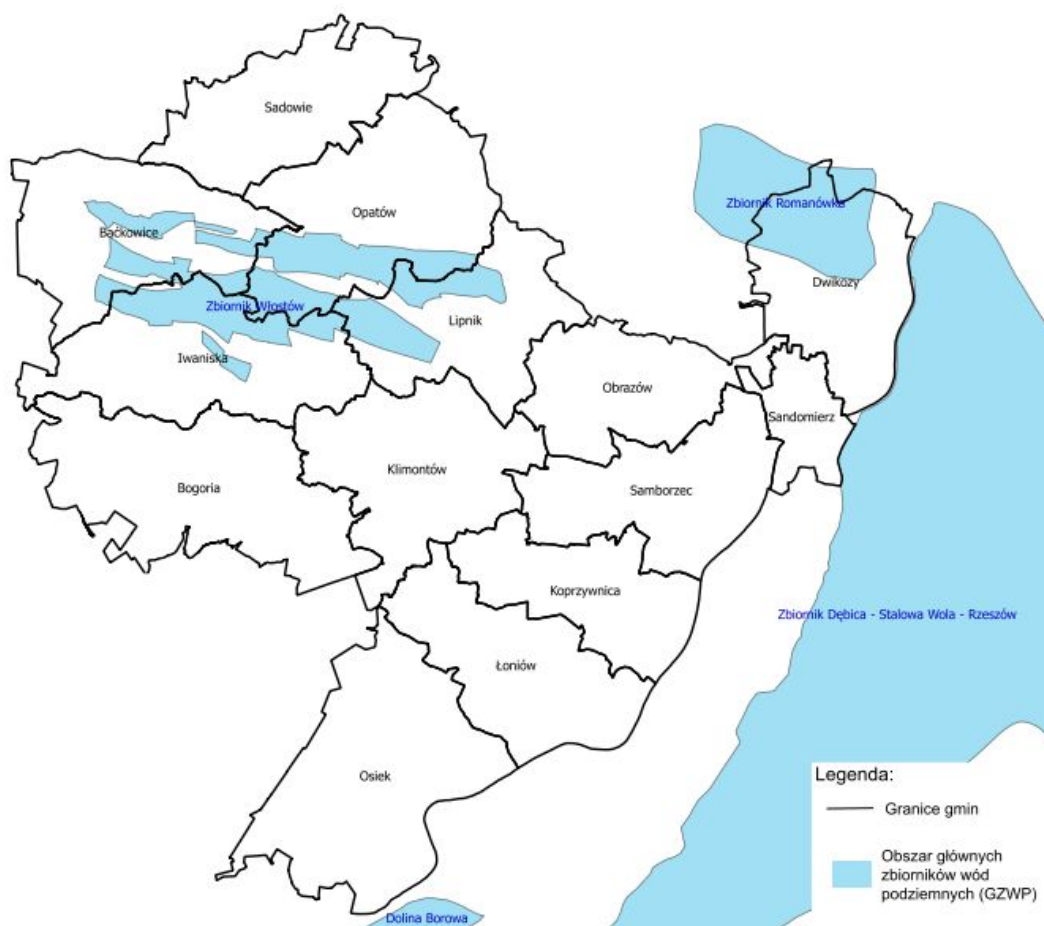 Sadowie
Opatów
Zbiornik Romanówka
Baćkowice
Dwikozy
Zbiornik Włostów
Lipnik
Iwaniska
Obrazów
Sandomierz
Klimontów
Bogoria
Samborzec
Koprzywnica
Zbiornik Dębica - Stalowa Wola - Rzeszów
Łoniów
Osiek
Legenda:
Granice gmin
Obszar głównych
zbiorników wód
podziemnych (GZWP)
Dolina Borowa